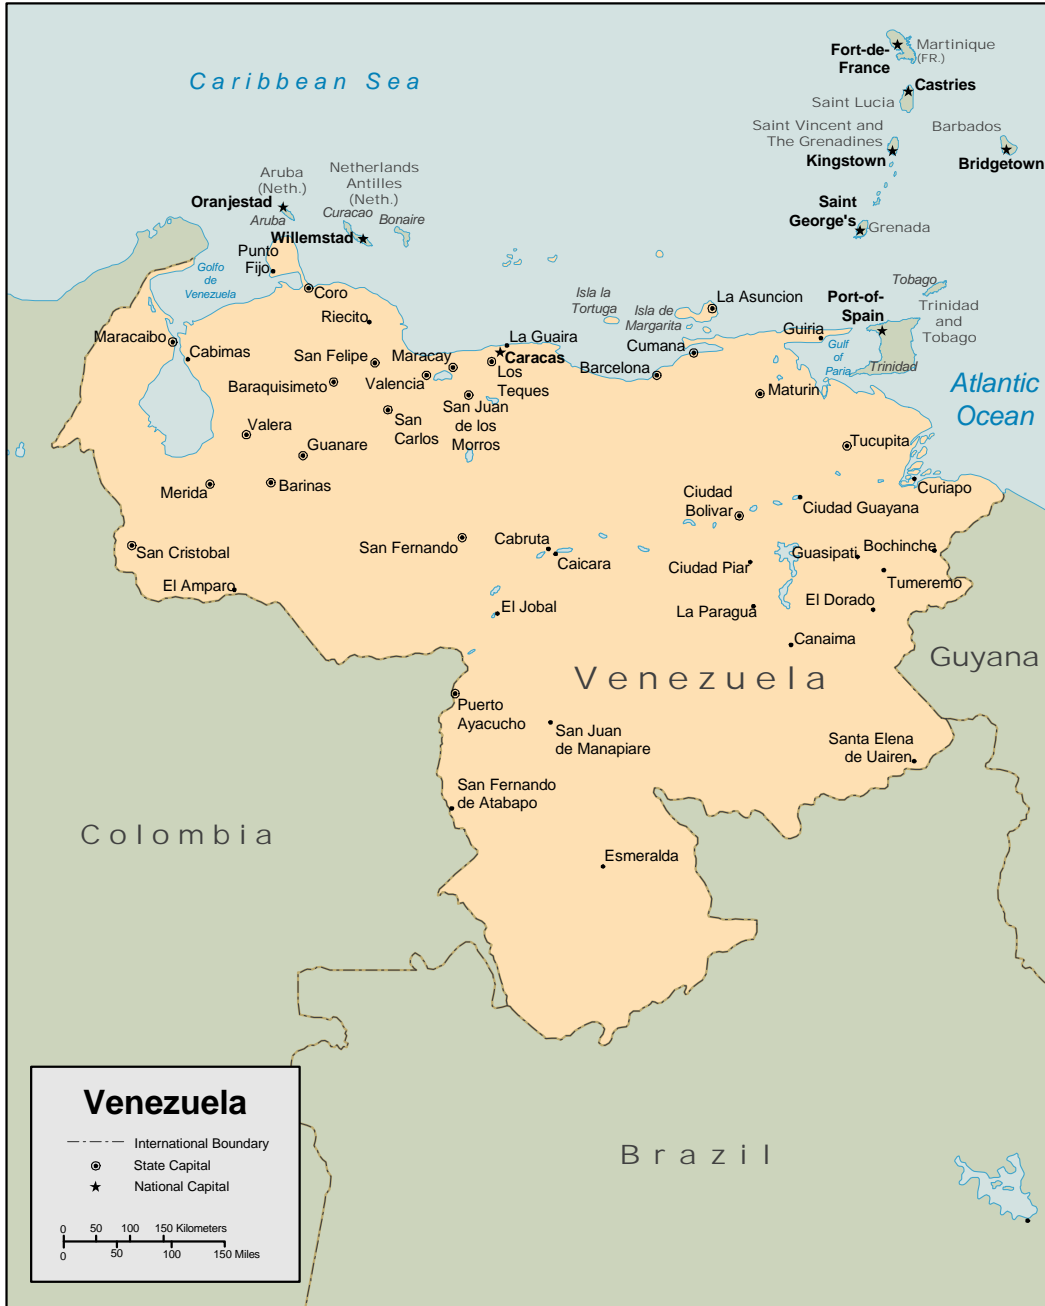 Caribbean Sea
Fort-de-
France
Martinique
(FR.)
Castries
Saint Lucia
Saint Vincent and
The Grenadines
Kingstown
Barbados
Bridgetown
Saint
George's
Grenada
Aruba
(Neth.)
Oranjestad
Aruba
Netherlands
Antilles
(Neth.)
Curacao
Bonaire
Willemstad
Punto
Fijo
Golfo
de
Venezuela
Coro
Riecito
Isla la
Tortuga
Isla de
Margarita
La Asuncion
Port-of-
Spain
Tobago
Trinidad
and
Tobago
Trinidad
Guiria
Gulf
of
Paria
Maracaibo
Cabimas
San Felipe
Maracay
La Guaira
Caracas
Los
Teques
Cumana
Barcelona
Baraquisimeto
Valencia
San Juan
de los
Morros
San
Carlos
Maturin
Atlantic
Ocean
Valera
Guanare
Tucupita
Merida
Barinas
Ciudad
Bolivar
Ciudad Guayana
Curiapo
San Cristobal
San Fernando
Cabruta
Caicara
Guasipati
Bochinche
Ciudad Piar
Tumeremo
El Amparo
El Jobal
La Paragua
El Dorado
Canaima
Venezuela
Guyana
Puerto
Ayacucho
San Juan
de Manapiare
Santa Elena
de Uairen
San Fernando
de Atabapo
Colombia
Esmeralda
Brazil
Venezuela
International Boundary
State Capital
National Capital
0 50 100 150 Kilometers
0 50 100 150 Miles